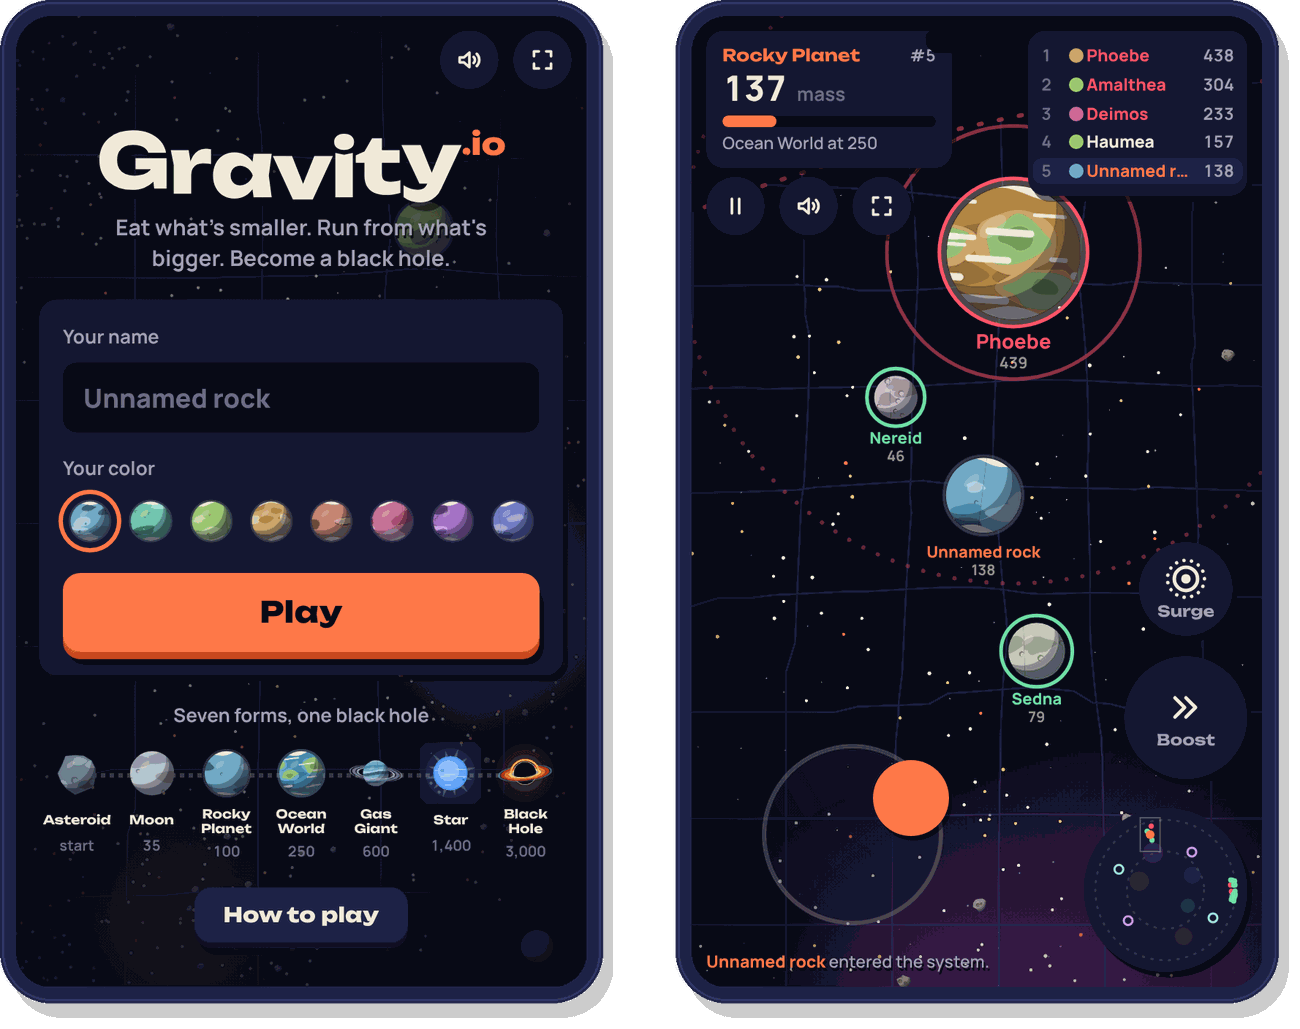 Gravity.io
Eat what's smaller. Run from what's
bigger. Become a black hole.
Your name
Unnamed rock
Your color
Play
Seven forms, one black hole
Asteroid
start
Moon
35
Rocky
Planet
100
Ocean
World
250
Gas
Giant
600
Star
1,400
Black
Hole
3,000
How to play
Rocky Planet #5
137 mass
Ocean World at 250
1 Phoebe 438
2 Amalthea 304
3 Deimos 233
4 Haumea 157
5 Unnamed r... 138
Phoebe
439
Nereid
46
Unnamed rock
138
Surge
Sedna
79
Boost
Unnamed rock entered the system.